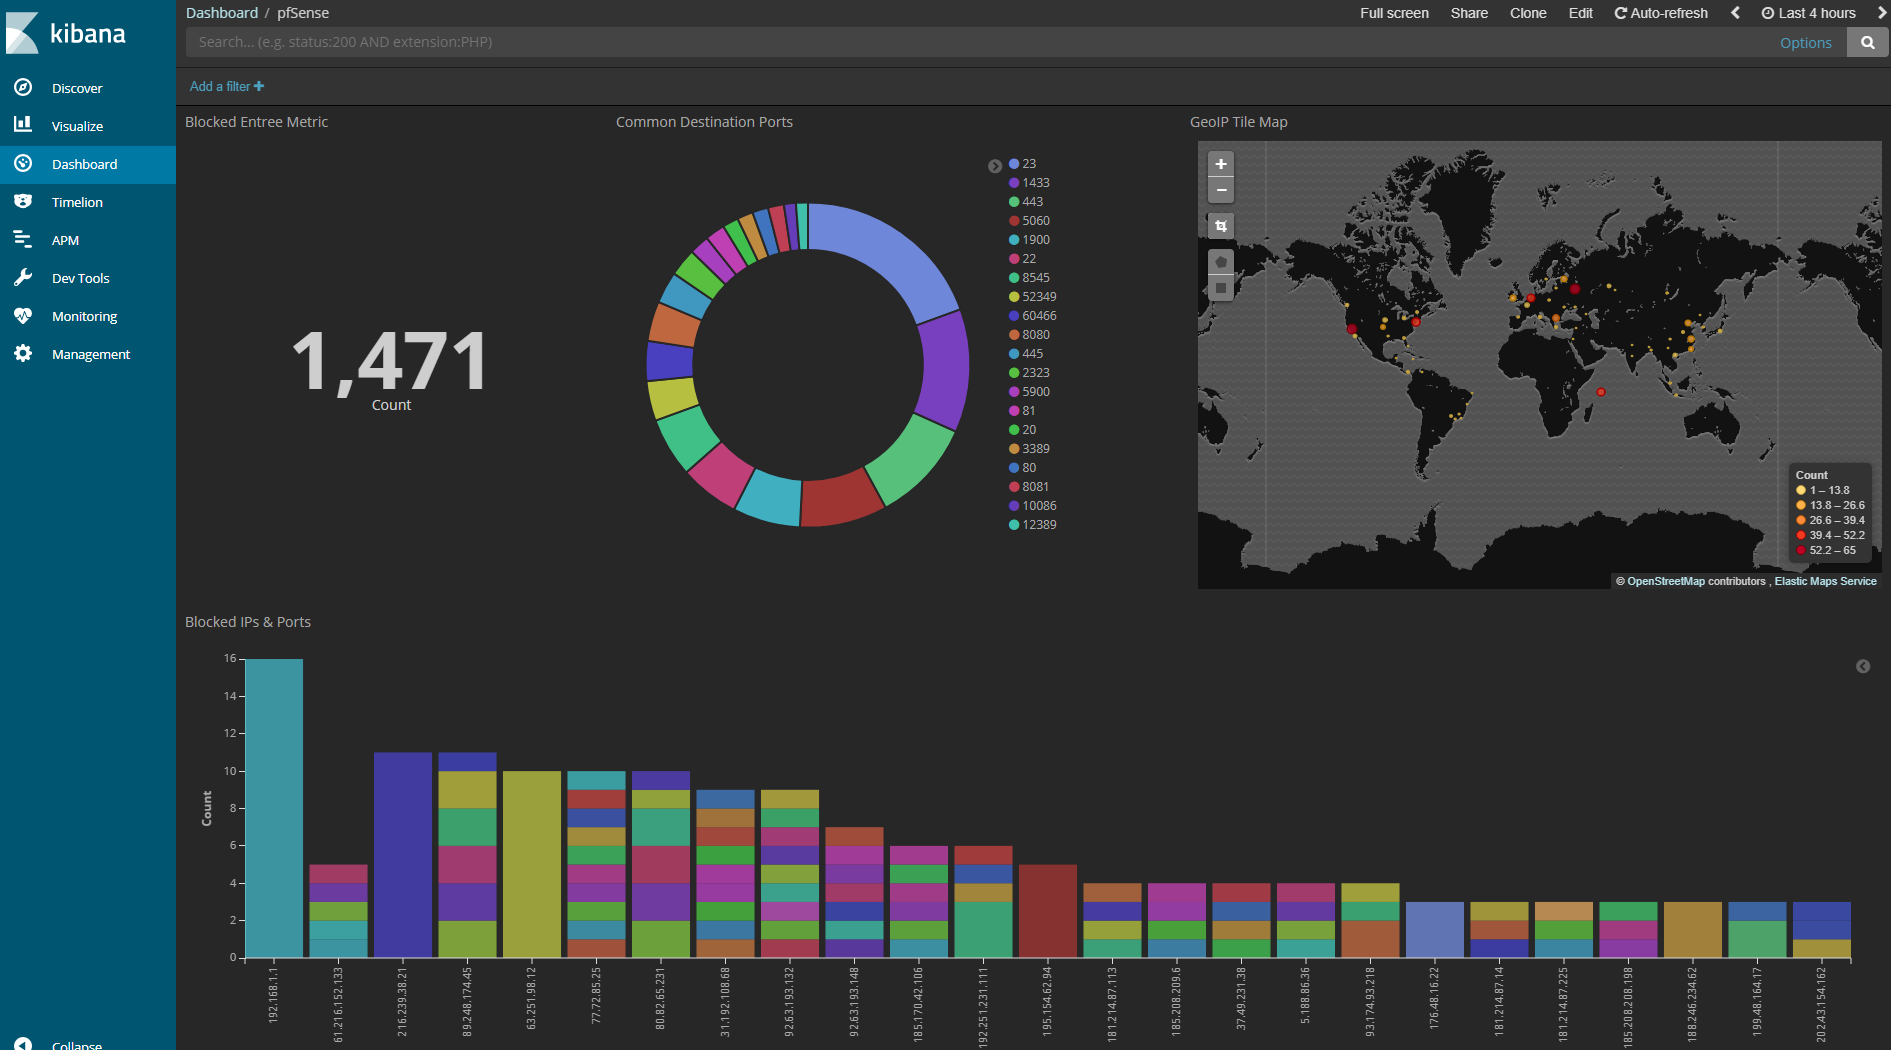 kibana
Discover
Visualize
Dashboard
Timelion
APM
Dev Tools
Monitoring
Management
Collapse
Dashboard / pfSense
Full screen Share Clone Edit Auto-refresh Last 4 hours
Search... (e.g. status:200 AND extension:PHP)
Options
Add a filter +
Blocked Entree Metric
1,471
Count
Common Destination Ports
23
1433
443
5060
1900
22
8545
52349
60466
8080
445
2323
5900
81
20
3389
80
8081
10086
12389
GeoIP Tile Map
+
−
Count
1 – 13.8
13.8 – 26.6
26.6 – 39.4
39.4 – 52.2
52.2 – 65
© OpenStreetMap contributors , Elastic Maps Service
Blocked IPs & Ports
Count
16
14
12
10
8
6
4
2
0
192.168.1.1
61.216.152.133
216.239.38.21
89.248.174.45
63.251.98.12
77.72.85.25
80.82.65.231
31.192.108.68
92.63.193.132
92.63.193.148
185.170.42.106
192.251.231.111
195.154.62.94
181.214.87.113
185.208.209.6
37.49.231.38
5.188.86.36
93.174.93.218
176.48.16.22
181.214.87.14
181.214.87.225
185.208.208.198
188.246.234.62
199.48.164.17
202.43.154.162